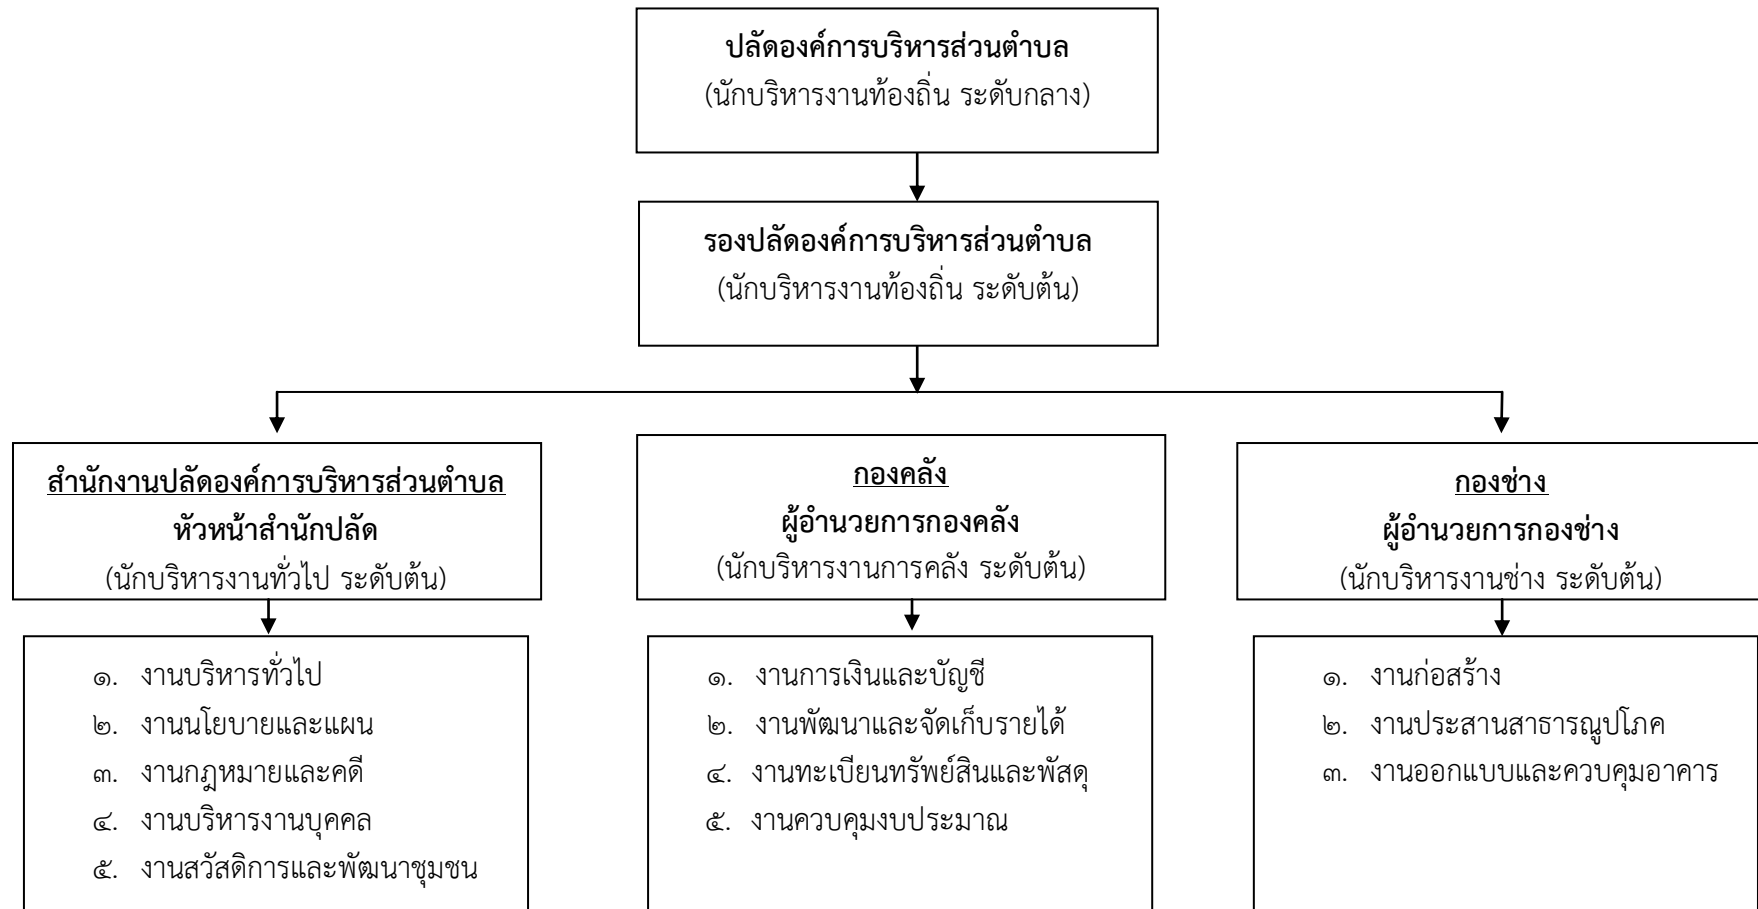 ปลัดองค์การบริหารส่วนตำบล
(นักบริหารงานท้องถิ่น ระดับกลาง)
รองปลัดองค์การบริหารส่วนตำบล
(นักบริหารงานท้องถิ่น ระดับต้น)
สำนักงานปลัดองค์การบริหารส่วนตำบล
หัวหน้าสำนักปลัด
(นักบริหารงานทั่วไป ระดับต้น)
กองคลัง
ผู้อำนวยการกองคลัง
(นักบริหารงานการคลัง ระดับต้น)
กองช่าง
ผู้อำนวยการกองช่าง
(นักบริหารงานช่าง ระดับต้น)
๑. งานบริหารทั่วไป
๒. งานนโยบายและแผน
๓. งานกฎหมายและคดี
๔. งานบริหารงานบุคคล
๕. งานสวัสดิการและพัฒนาชุมชน
๑. งานการเงินและบัญชี
๒. งานพัฒนาและจัดเก็บรายได้
๔. งานทะเบียนทรัพย์สินและพัสดุ
๕. งานควบคุมงบประมาณ
๑. งานก่อสร้าง
๒. งานประสานสาธารณูปโภค
๓. งานออกแบบและควบคุมอาคาร